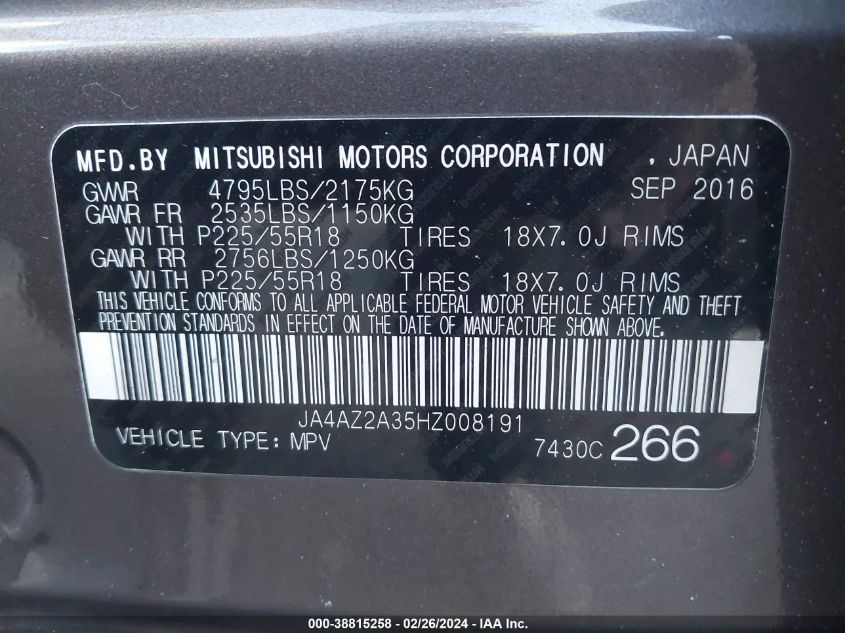 MFD.BY MITSUBISHI MOTORS CORPORATION , JAPAN
GVWR 4795LBS/2175KG SEP 2016
GAWR FR 2535LBS/1150KG
WITH P225/55R18 TIRES 18X7.0J RIMS
GAWR RR 2756LBS/1250KG
WITH P225/55R18 TIRES 18X7.0J RIMS
THIS VEHICLE CONFORMS TO ALL APPLICABLE FEDERAL MOTOR VEHICLE SAFETY AND THEFT
PREVENTION STANDARDS IN EFFECT ON THE DATE OF MANUFACTURE SHOWN ABOVE.
JA4AZ2A35HZ008191
VEHICLE TYPE: MPV 7430C 266
000-38815258 - 02/26/2024 - IAA Inc.